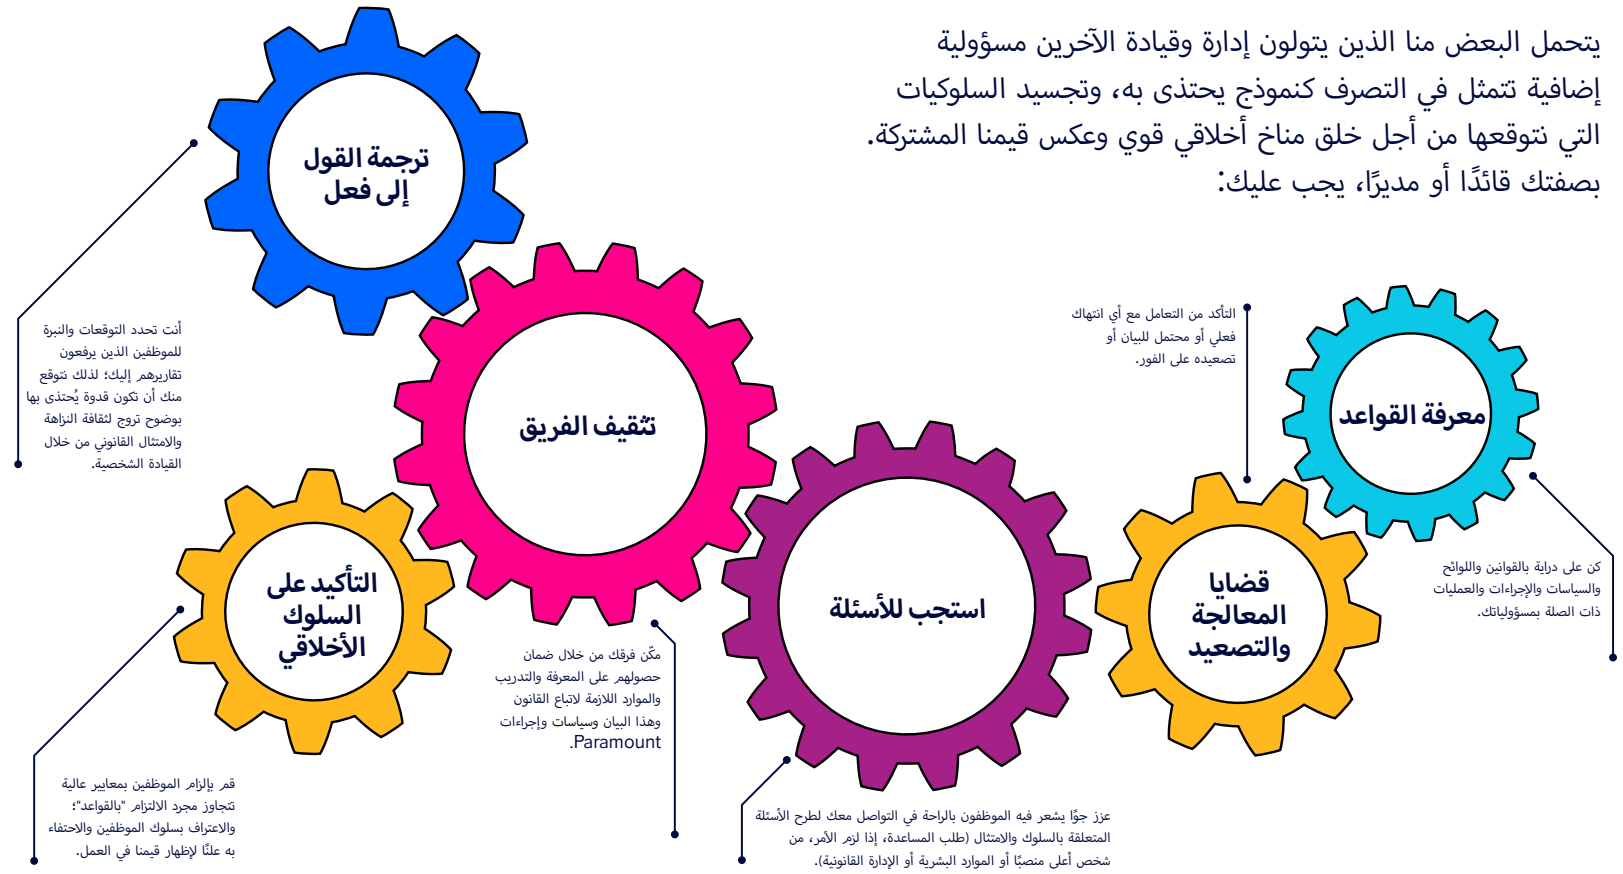 يتحمل البعض منا الذين يتولون إدارة وقيادة الآخرين مسؤولية
إضافية تتمثل في التصرف كنموذج يحتذى به، وتجسيد السلوكيات
التي نتوقعها من أجل خلق مناخ أخلاقي قوي وعكس قيمنا المشتركة.
بصفتك قائدًا أو مديرًا، يجب عليك:
معرفة القواعد
كن على دراية بالقوانين واللوائح
والسياسات والإجراءات والعمليات
ذات الصلة بمسؤولياتك.
قضايا
المعالجة
والتصعيد
التأكد من التعامل مع أي انتهاك
فعلي أو محتمل للبيان أو
تصعيده على الفور.
استجب للأسئلة
عزز جوًا يشعر فيه الموظفون بالراحة في التواصل معك لطرح الأسئلة
المتعلقة بالسلوك والامتثال (طلب المساعدة، إذا لزم الأمر، من
شخص أعلى منصبًا أو الموارد البشرية أو الإدارة القانونية).
تثقيف الفريق
مكّن فرقك من خلال ضمان
حصولهم على المعرفة والتدريب
والموارد اللازمة لاتباع القانون
وهذا البيان وسياسات وإجراءات
Paramount.
ترجمة القول
إلى فعل
أنت تحدد التوقعات والنبرة
للموظفين الذين يرفعون
تقاريرهم إليك؛ لذلك نتوقع
منك أن تكون قدوة يُحتذى بها
بوضوح تروج لثقافة النزاهة
والامتثال القانوني من خلال
القيادة الشخصية.
التأكيد على
السلوك
الأخلاقي
قم بإلزام الموظفين بمعايير عالية
تتجاوز مجرد الالتزام "بالقواعد"؛
والاعتراف بسلوك الموظفين والاحتفاء
به علنًا لإظهار قيمنا في العمل.